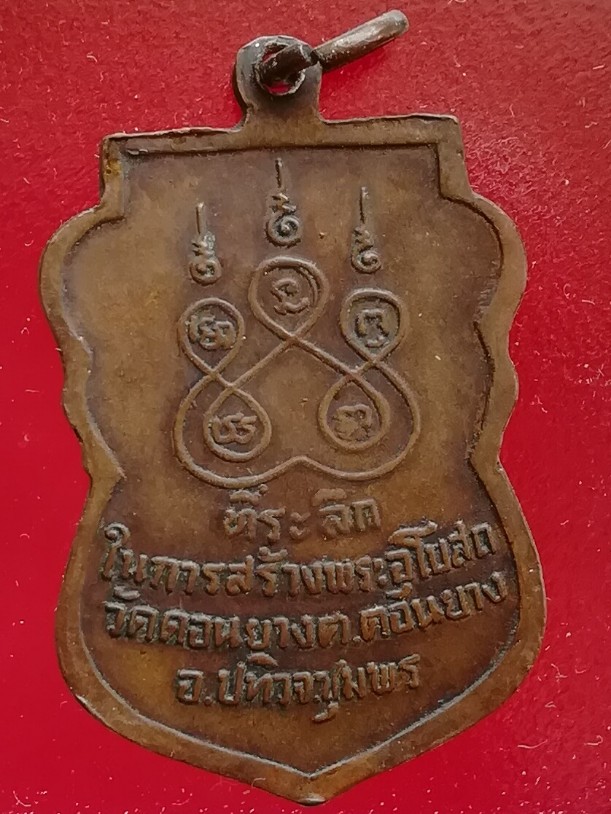 ที่ระลึก
ในการสร้างพระอุโบสถ
วัดดอนยางต.ดอนยาง
อ.ปทิวจ.ชุมพร